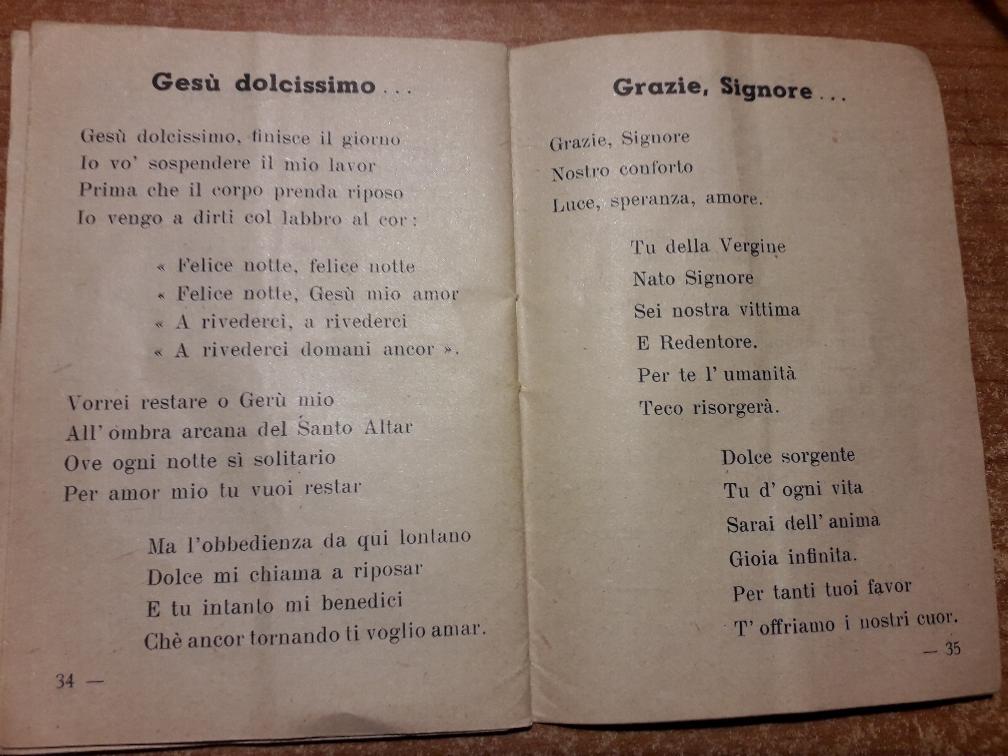 Gesù dolcissimo . . .
Gesù dolcissimo, finisce il giorno
Io vo' sospendere il mio lavor
Prima che il corpo prenda riposo
Io vengo a dirti col labbro al cor :
« Felice notte, felice notte
« Felice notte, Gesù mio amor
« A rivederci, a rivederci
« A rivederci domani ancor ».
Vorrei restare o Gerù mio
All' ombra arcana del Santo Altar
Ove ogni notte sì solitario
Per amor mio tu vuoi restar
Ma l'obbedienza da qui lontano
Dolce mi chiama a riposar
E tu intanto mi benedici
Chè ancor tornando ti voglio amar.
34 —
Grazie, Signore . . .
Grazie, Signore
Nostro conforto
Luce, speranza, amore.
Tu della Vergine
Nato Signore
Sei nostra vittima
E Redentore.
Per te l' umanità
Teco risorgerà.
Dolce sorgente
Tu d' ogni vita
Sarai dell' anima
Gioia infinita.
Per tanti tuoi favor
T' offriamo i nostri cuor.
— 35